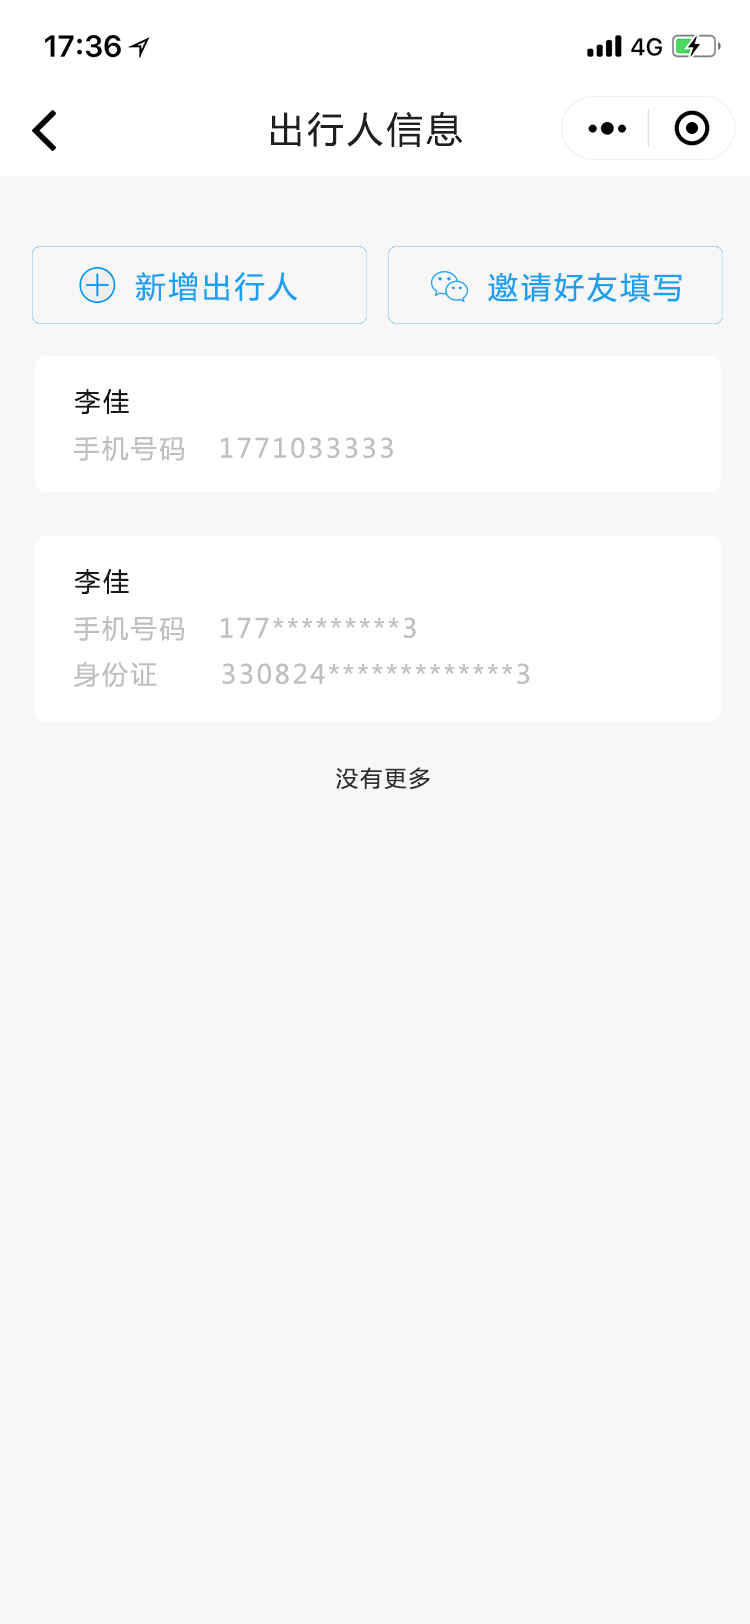 17:36 4G
出行人信息
新增出行人 邀请好友填写
李佳
手机号码 1771033333
李佳
手机号码 177*********3
身份证 330824*************3
没有更多